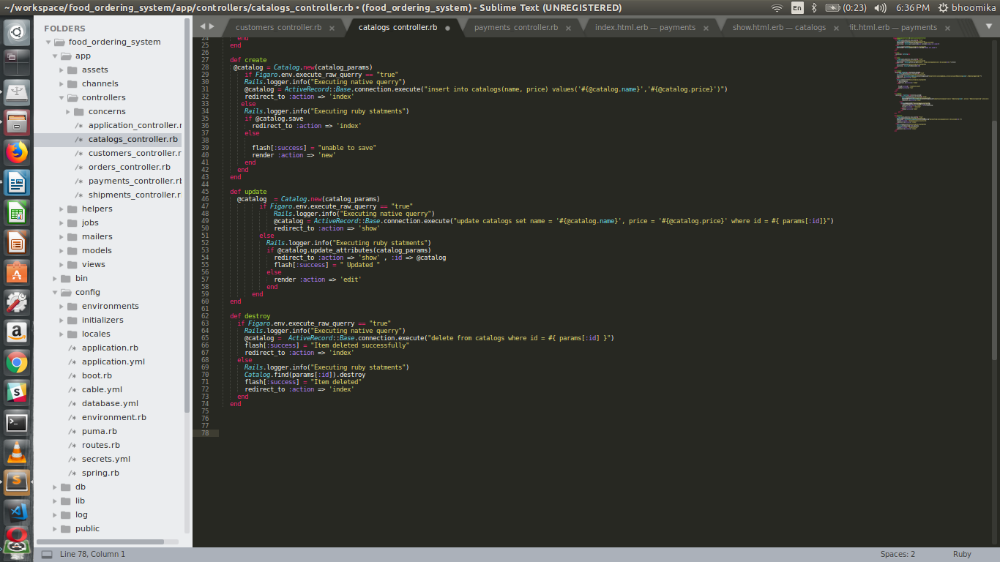 ~/workspace/food_ordering_system/app/controllers/catalogs_controller.rb • (food_ordering_system) - Sublime Text (UNREGISTERED)
En
(0:23)
6:36 PM
bhoomika
FOLDERS
food_ordering_system
app
assets
channels
controllers
concerns
application_controller.r
catalogs_controller.rb
customers_controller.r
orders_controller.rb
payments_controller.rb
shipments_controller.r
helpers
jobs
mailers
models
views
bin
config
environments
initializers
locales
application.rb
application.yml
boot.rb
cable.yml
database.yml
environment.rb
puma.rb
routes.rb
secrets.yml
spring.rb
db
lib
log
public
customers_controller.rb ×
catalogs_controller.rb •
payments_controller.rb ×
index.html.erb — payments ×
show.html.erb — catalogs ×
lit.html.erb — payments ×
24 end
25 end
26
27 def create
28 @catalog = Catalog.new(catalog_params)
29 if Figaro.env.execute_raw_querry == "true"
30 Rails.logger.info("Executing native querry")
31 @catalog = ActiveRecord::Base.connection.execute("insert into catalogs(name, price) values('#{@catalog.name}','#{@catalog.price}')")
32 redirect_to :action => 'index'
33 else
34 Rails.logger.info("Executing ruby statments")
35 if @catalog.save
36 redirect_to :action => 'index'
37 else
38
39 flash[:success] = "unable to save"
40 render :action => 'new'
41 end
42 end
43 end
44
45 def update
46 @catalog  = Catalog.new(catalog_params)
47 if Figaro.env.execute_raw_querry == "true"
48 Rails.logger.info("Executing native querry")
49 @catalog = ActiveRecord::Base.connection.execute("update catalogs set name = '#{@catalog.name}', price = '#{@catalog.price}' where id = #{ params[:id]}")
50 redirect_to :action => 'show'
51 else
52 Rails.logger.info("Executing ruby statments")
53 if @catalog.update_attributes(catalog_params)
54 redirect_to :action => 'show' , :id => @catalog
55 flash[:success] = " Updated "
56 else
57 render :action => 'edit'
58 end
59 end
60 end
61
62 def destroy
63 if Figaro.env.execute_raw_querry == "true"
64 Rails.logger.info("Executing native querry")
65 @catalog =  ActiveRecord::Base.connection.execute("delete from catalogs where id = #{ params[:id] }")
66 flash[:success] = "Item deleted successfully"
67 redirect_to :action => 'index'
68 else
69 Rails.logger.info("Executing ruby statments")
70 Catalog.find(params[:id]).destroy
71 flash[:success] = "Item deleted"
72 redirect_to :action => 'index'
73 end
74 end
75
76
77
78
Line 78, Column 1
Spaces: 2
Ruby